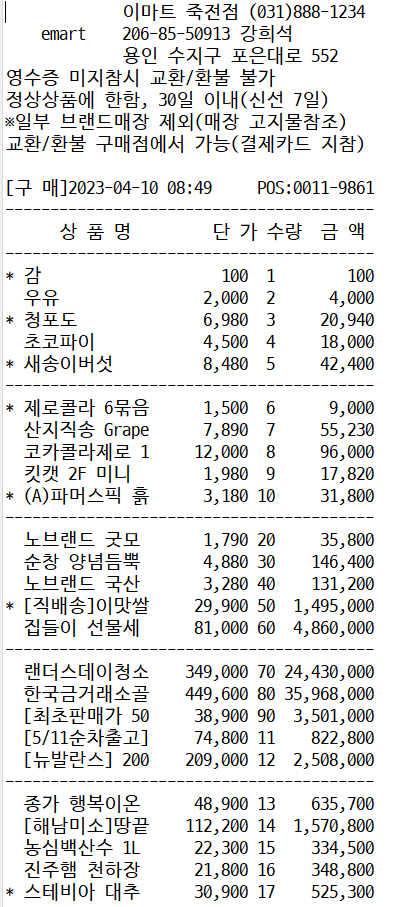 이마트 죽전점 (031)888-1234
emart 206-85-50913 강희석
용인 수지구 포은대로 552
영수증 미지참시 교환/환불 불가
정상상품에 한함, 30일 이내(신선 7일)
※일부 브랜드매장 제외(매장 고지물참조)
교환/환불 구매점에서 가능(결제카드 지참)
[구 매]2023-04-10 08:49 POS:0011-9861
----------------------------------------
상 품 명 단 가 수량 금 액
----------------------------------------
* 감 100 1 100
우유 2,000 2 4,000
* 청포도 6,980 3 20,940
초코파이 4,500 4 18,000
* 새송이버섯 8,480 5 42,400
----------------------------------------
* 제로콜라 6묶음 1,500 6 9,000
산지직송 Grape 7,890 7 55,230
코카콜라제로 1 12,000 8 96,000
킷캣 2F 미니 1,980 9 17,820
* (A)파머스픽 흙 3,180 10 31,800
----------------------------------------
노브랜드 굿모 1,790 20 35,800
순창 양념듬뿍 4,880 30 146,400
노브랜드 국산 3,280 40 131,200
* [직배송]이맛쌀 29,900 50 1,495,000
집들이 선물세 81,000 60 4,860,000
----------------------------------------
랜더스데이청소 349,000 70 24,430,000
한국금거래소골 449,600 80 35,968,000
[최초판매가 50 38,900 90 3,501,000
[5/11순차출고] 74,800 11 822,800
[뉴발란스] 200 209,000 12 2,508,000
----------------------------------------
종가 행복이온 48,900 13 635,700
[해남미소]땅끝 112,200 14 1,570,800
농심백산수 1L 22,300 15 334,500
진주햄 천하장 21,800 16 348,800
* 스테비아 대추 30,900 17 525,300